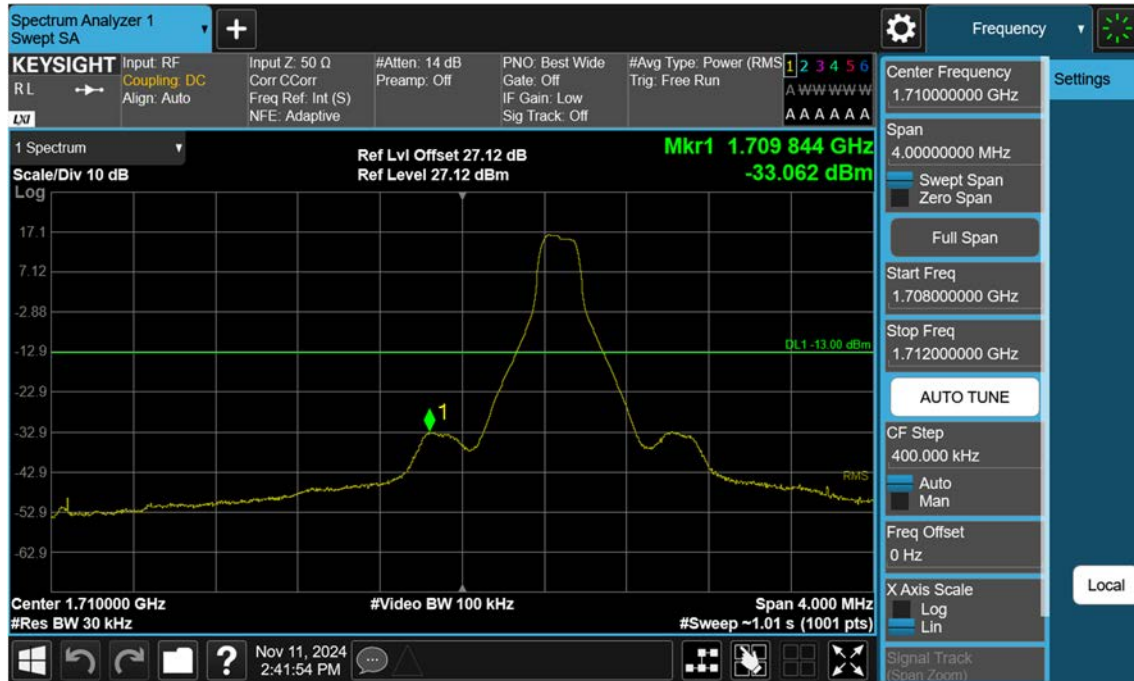 Spectrum Analyzer 1
Swept SA
Frequency
KEYSIGHT
R L
LXI
Input: RF
Coupling: DC
Align: Auto
Input Z: 50 Ω
Corr CCorr
Freq Ref: Int (S)
NFE: Adaptive
#Atten: 14 dB
Preamp: Off
PNO: Best Wide
Gate: Off
IF Gain: Low
Sig Track: Off
#Avg Type: Power (RMS
Trig: Free Run
1 2 3 4 5 6
A W W W W W
A A A A A A
1 Spectrum
Scale/Div 10 dB
Log
Ref Lvl Offset 27.12 dB
Ref Level 27.12 dBm
Mkr1 1.709 844 GHz
-33.062 dBm
17.1
7.12
-2.88
-12.9
-22.9
-32.9
-42.9
-52.9
-62.9
DL1 -13.00 dBm
1
RMS
Center 1.710000 GHz
#Res BW 30 kHz
#Video BW 100 kHz
Span 4.000 MHz
#Sweep ~1.01 s (1001 pts)
Center Frequency
1.710000000 GHz
Span
4.00000000 MHz
Swept Span
Zero Span
Full Span
Start Freq
1.708000000 GHz
Stop Freq
1.712000000 GHz
AUTO TUNE
CF Step
400.000 kHz
Auto
Man
Freq Offset
0 Hz
X Axis Scale
Log
Lin
Signal Track
(Span Zoom)
Settings
Local
?
Nov 11, 2024
2:41:54 PM